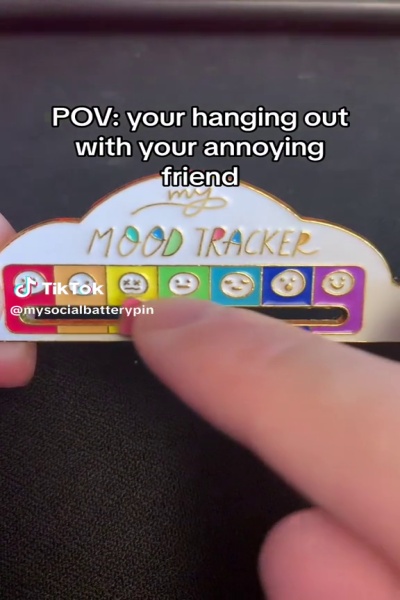 POV: your hanging out
with your annoying
friend
my
MOOD TRACKER
TikTok
@mysocialbatterypin